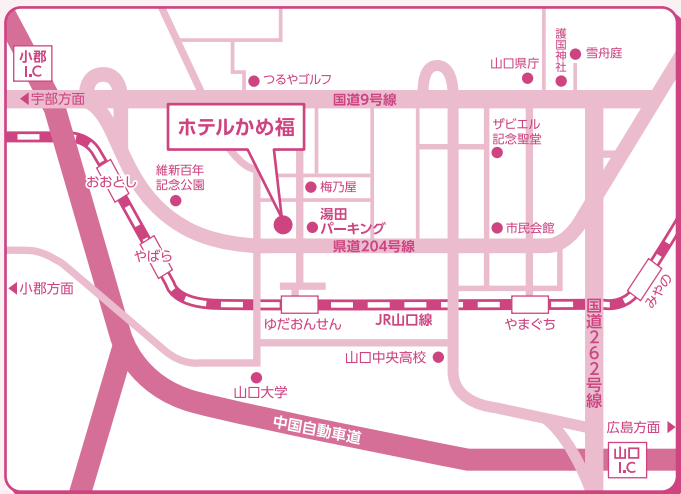 小郡
I.C
宇部方面
つるやゴルフ
国道9号線
山口県庁
護国神社
雪舟庭
ホテルかめ福
ザビエル
記念聖堂
維新百年
記念公園
おおとし
梅乃屋
湯田
パーキング
市民会館
県道204号線
やばら
小郡方面
ゆだおんせん
JR山口線
やまぐち
みやの
国道262号線
山口中央高校
山口大学
中国自動車道
広島方面
山口
I.C